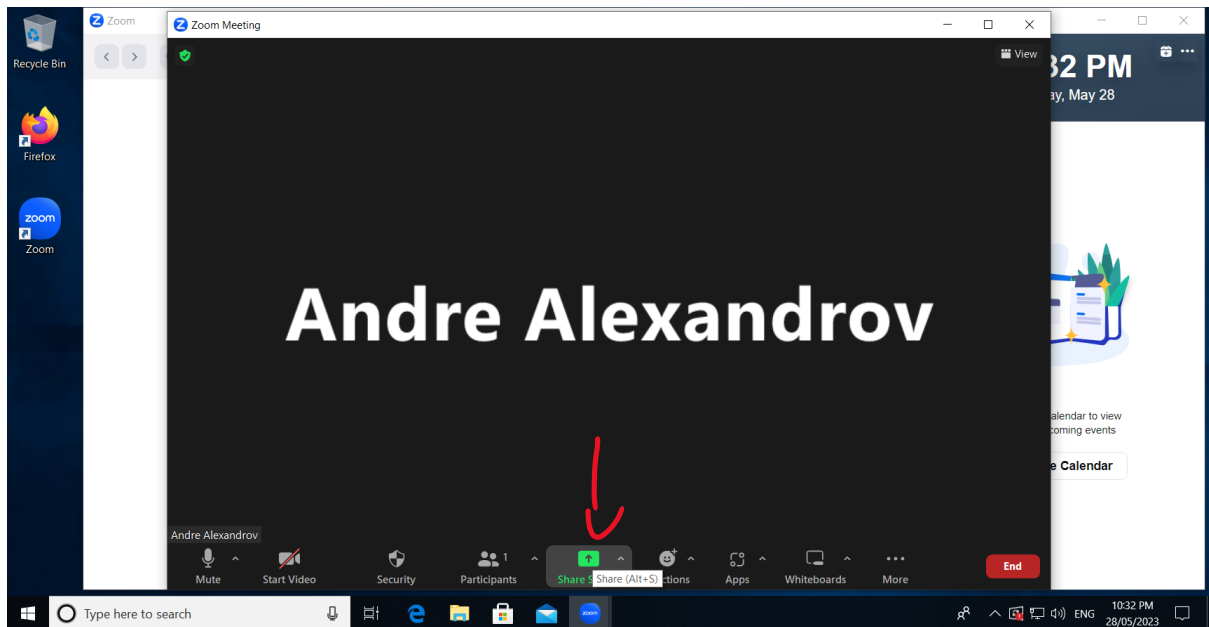 Recycle Bin
Firefox
zoom
Zoom
Zoom
Zoom Meeting
View
32 PM
ay, May 28
Andre Alexandrov
alendar to view
coming events
e Calendar
Andre Alexandrov
Mute
Start Video
Security
1
Participants
Share S
Share (Alt+S)
ctions
Apps
Whiteboards
More
End
Type here to search
zoom
ENG
10:32 PM
28/05/2023